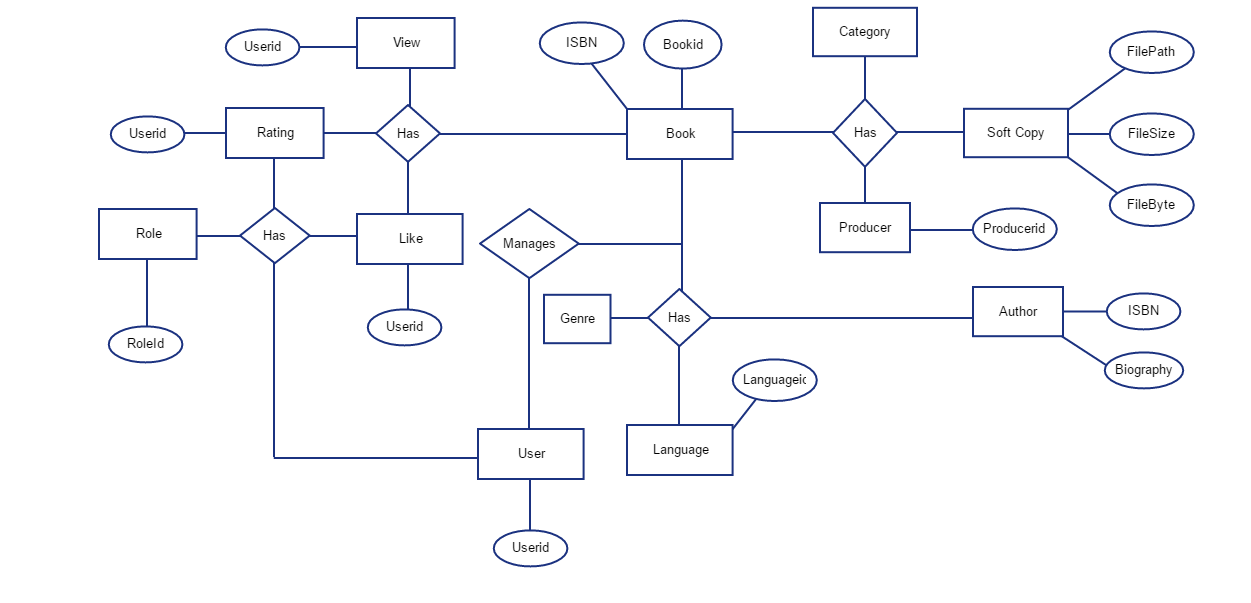 View
Userid
ISBN
Bookid
Category
FilePath
Userid
Rating
Has
Book
Has
Soft Copy
FileSize
FileByte
Role
Has
Like
Manages
Producer
Producerid
Genre
Has
Author
ISBN
Userid
RoleId
Biography
Languageic
User
Language
Userid